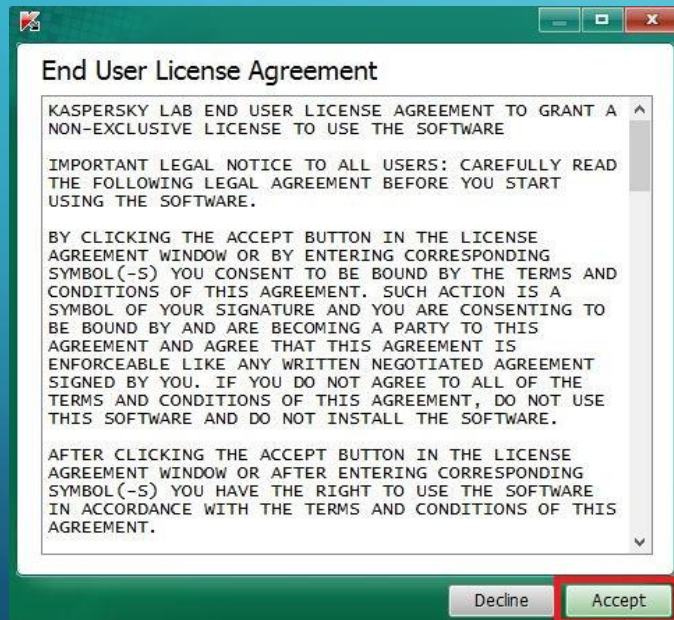 End User License Agreement
KASPERSKY LAB END USER LICENSE AGREEMENT TO GRANT A
NON-EXCLUSIVE LICENSE TO USE THE SOFTWARE
IMPORTANT LEGAL NOTICE TO ALL USERS: CAREFULLY READ
THE FOLLOWING LEGAL AGREEMENT BEFORE YOU START
USING THE SOFTWARE.
BY CLICKING THE ACCEPT BUTTON IN THE LICENSE
AGREEMENT WINDOW OR BY ENTERING CORRESPONDING
SYMBOL(-S) YOU CONSENT TO BE BOUND BY THE TERMS AND
CONDITIONS OF THIS AGREEMENT. SUCH ACTION IS A
SYMBOL OF YOUR SIGNATURE AND YOU ARE CONSENTING TO
BE BOUND BY AND ARE BECOMING A PARTY TO THIS
AGREEMENT AND AGREE THAT THIS AGREEMENT IS
ENFORCEABLE LIKE ANY WRITTEN NEGOTIATED AGREEMENT
SIGNED BY YOU. IF YOU DO NOT AGREE TO ALL OF THE
TERMS AND CONDITIONS OF THIS AGREEMENT, DO NOT USE
THIS SOFTWARE AND DO NOT INSTALL THE SOFTWARE.
AFTER CLICKING THE ACCEPT BUTTON IN THE LICENSE
AGREEMENT WINDOW OR AFTER ENTERING CORRESPONDING
SYMBOL(-S) YOU HAVE THE RIGHT TO USE THE SOFTWARE
IN ACCORDANCE WITH THE TERMS AND CONDITIONS OF THIS
AGREEMENT.
Decline
Accept